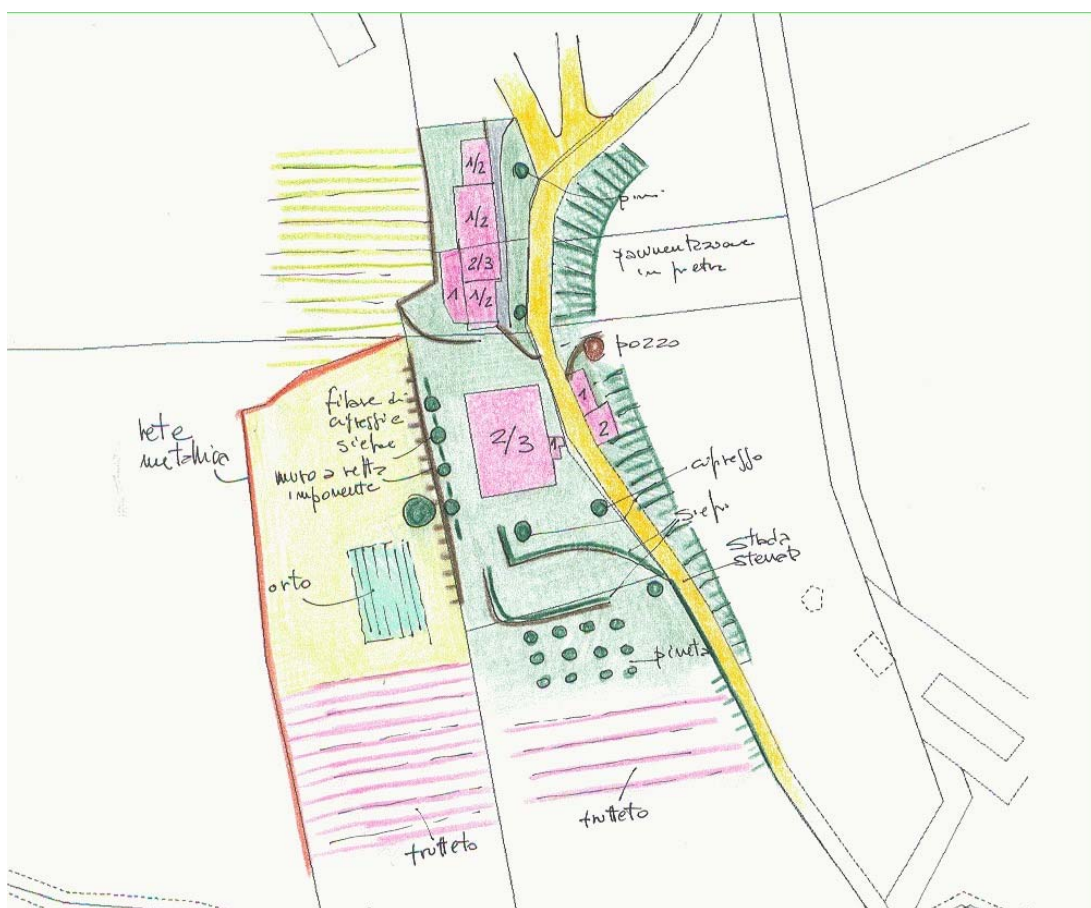 1/2
pini
1/2
pavimentazione
in pietra
2/3
1
1/2
pozzo
filare di
cipressi e
siepe
1
2/3
1
2
rete
metallica
muro a retta
imponente
cipresso
siepi
strada
sterrata
orto
pineta
frutteto
frutteto